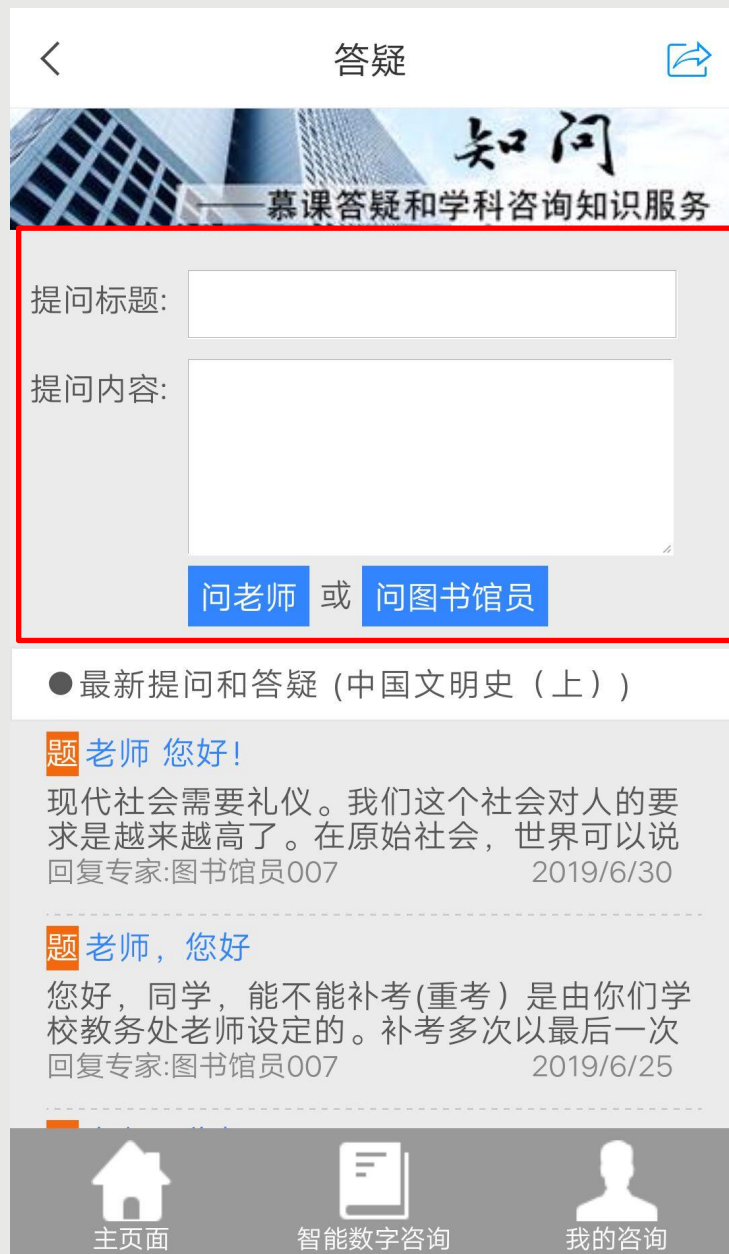 答疑
知问
——慕课答疑和学科咨询知识服务
提问标题:
提问内容:
问老师 或 问图书馆员
●最新提问和答疑 (中国文明史（上）)
题 老师 您好!
现代社会需要礼仪。我们这个社会对人的要
求是越来越高了。在原始社会，世界可以说
回复专家:图书馆员007 2019/6/30
题 老师，您好
您好，同学，能不能补考(重考）是由你们学
校教务处老师设定的。补考多次以最后一次
回复专家:图书馆员007 2019/6/25
主页面 智能数字咨询 我的咨询